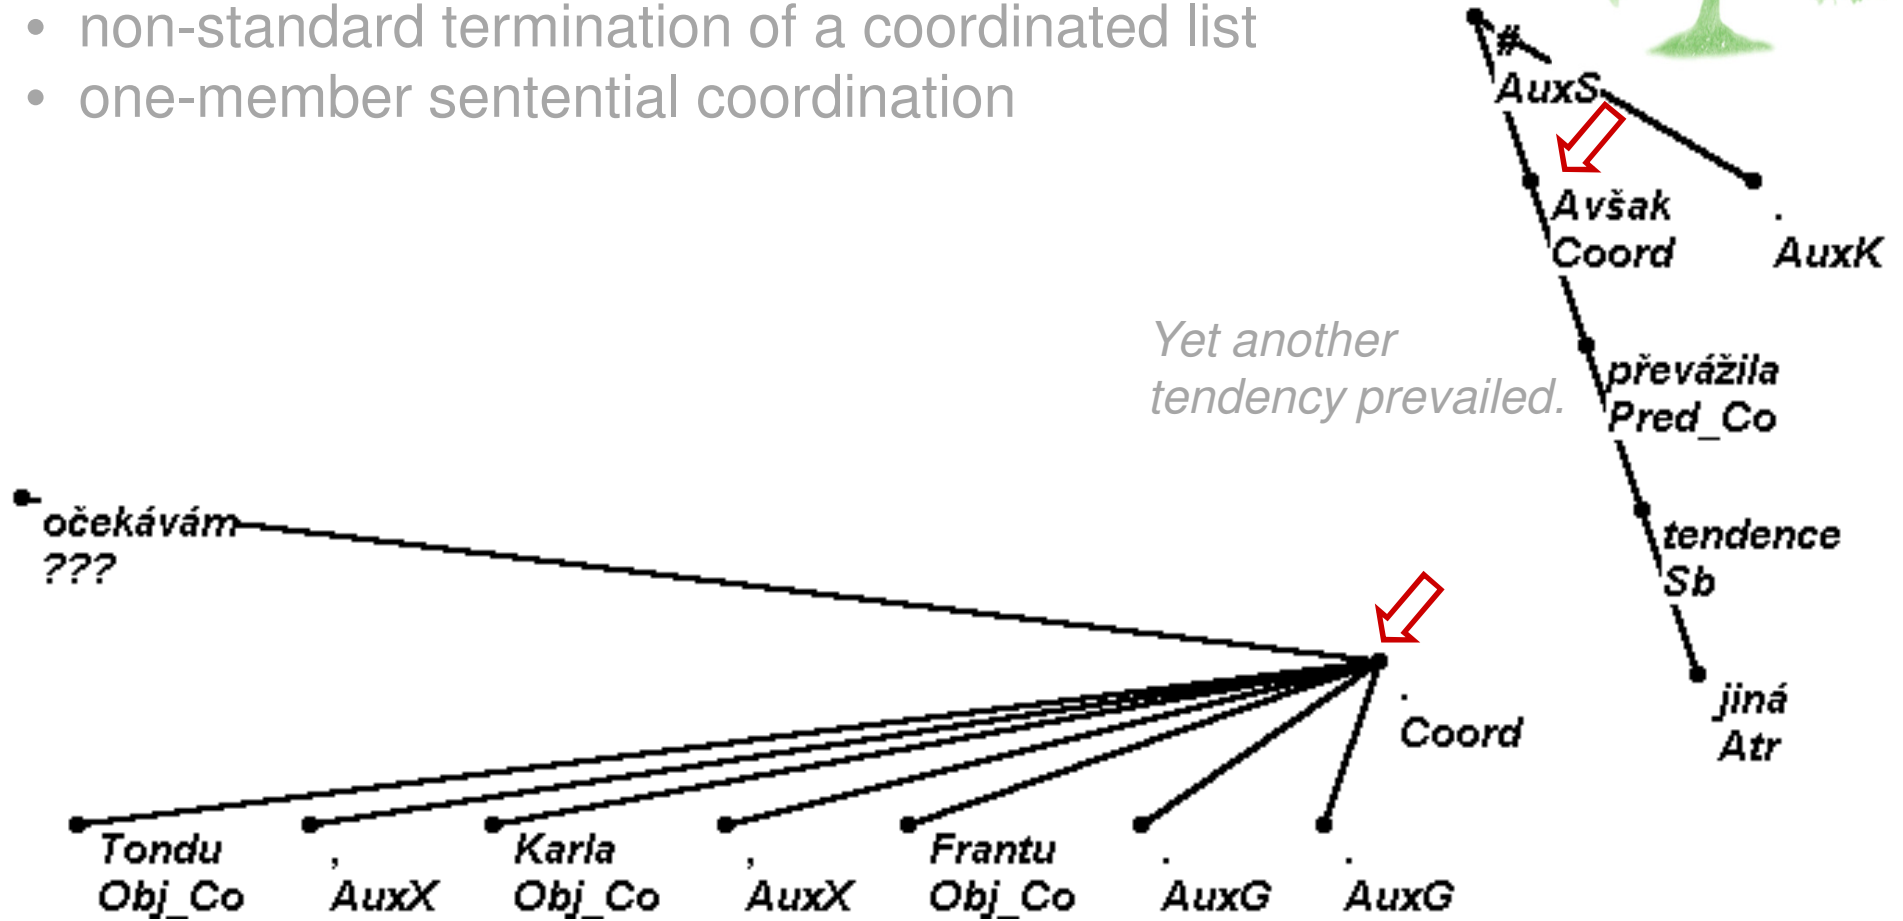 • non-standard termination of a coordinated list
• one-member sentential coordination
#
AuxS
Avšak
Coord
.
AuxK
Yet another
tendency prevailed.
převážila
Pred_Co
tendence
Sb
jiná
Atr
očekávám
???
.
Coord
Tondu , Karla , Frantu . .
Obj_Co AuxX Obj_Co AuxX Obj_Co AuxG AuxG